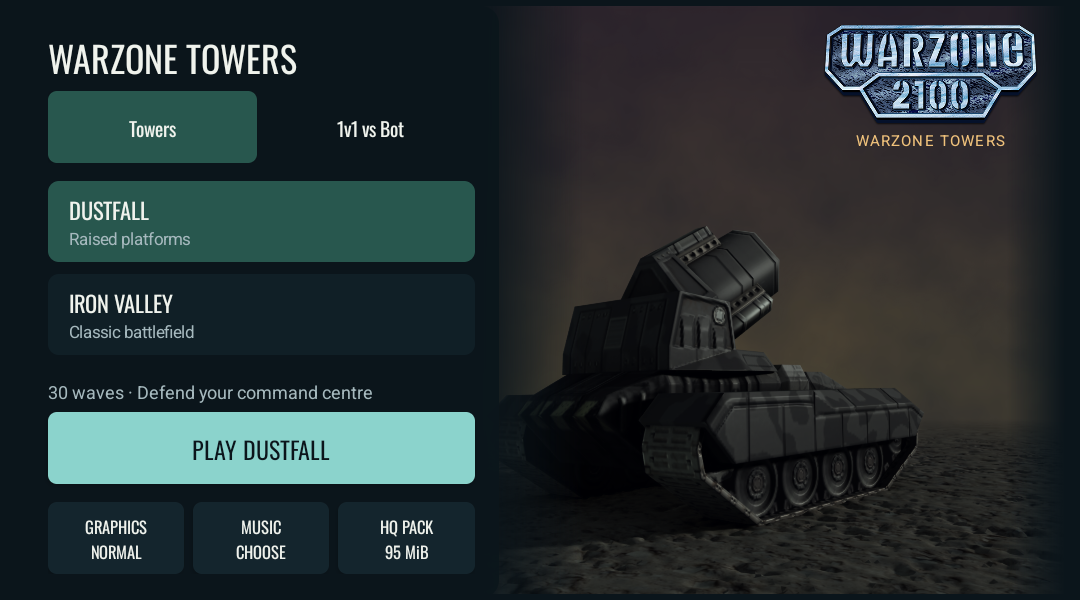 WARZONE TOWERS
Towers
1v1 vs Bot
DUSTFALL
Raised platforms
IRON VALLEY
Classic battlefield
30 waves · Defend your command centre
PLAY DUSTFALL
GRAPHICS
NORMAL
MUSIC
CHOOSE
HQ PACK
95 MiB
WARZONE
2100
WARZONE TOWERS